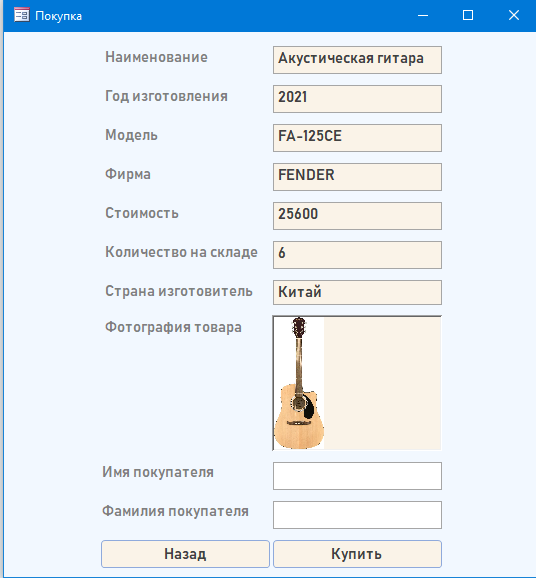 Покупка
Наименование Акустическая гитара
Год изготовления 2021
Модель FA-125CE
Фирма FENDER
Стоимость 25600
Количество на складе 6
Страна изготовитель Китай
Фотография товара
Имя покупателя
Фамилия покупателя
Назад Купить